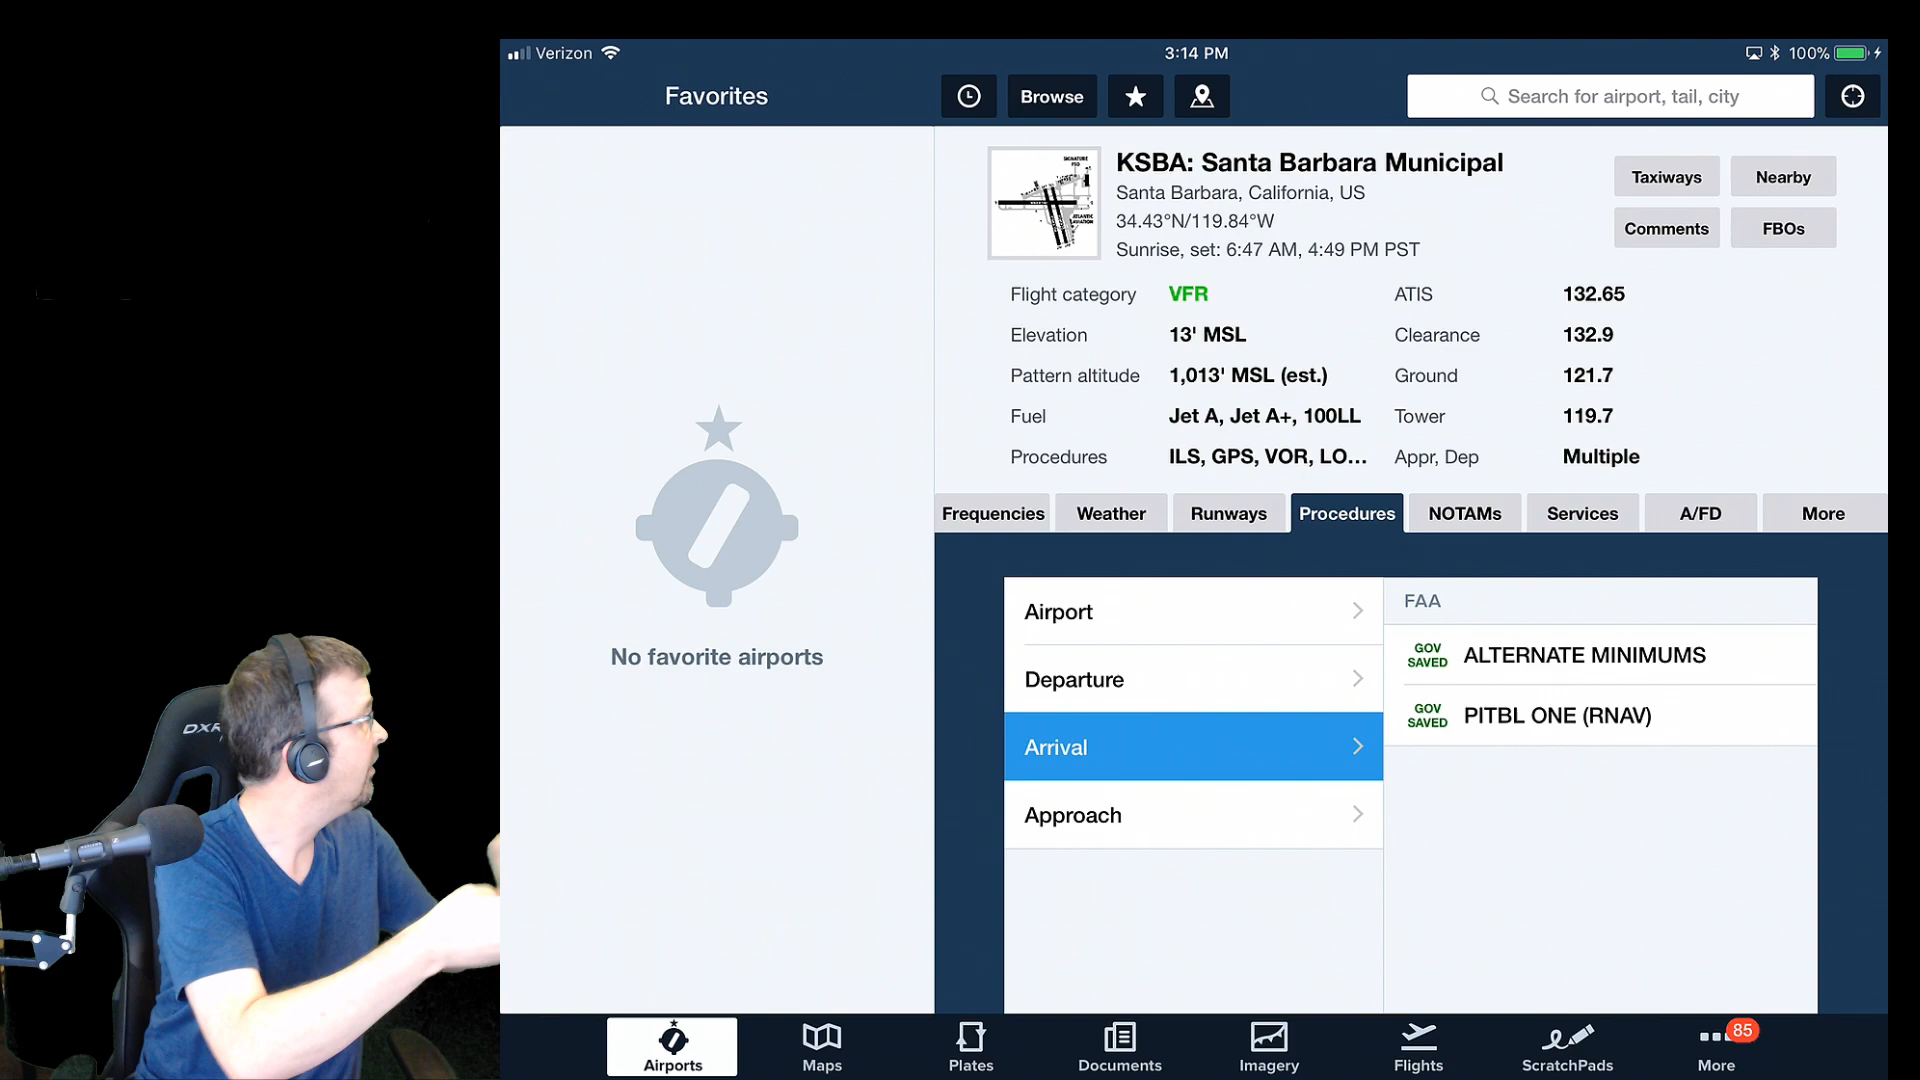 Verizon
3:14 PM
100%
Favorites
Browse
Search for airport, tail, city
SIGNATURE
FBO
ATLANTIC
AVIATION
KSBA: Santa Barbara Municipal
Santa Barbara, California, US
34.43°N/119.84°W
Sunrise, set: 6:47 AM, 4:49 PM PST
Taxiways
Nearby
Comments
FBOs
Flight category VFR ATIS 132.65
Elevation 13' MSL Clearance 132.9
Pattern altitude 1,013' MSL (est.) Ground 121.7
Fuel Jet A, Jet A+, 100LL Tower 119.7
Procedures ILS, GPS, VOR, LO... Appr, Dep Multiple
Frequencies Weather Runways Procedures NOTAMs Services A/FD More
Airport
Departure
Arrival
Approach
FAA
GOV
SAVED
ALTERNATE MINIMUMS
GOV
SAVED
PITBL ONE (RNAV)
No favorite airports
DXR
Airports
Maps
Plates
Documents
Imagery
Flights
ScratchPads
85
More